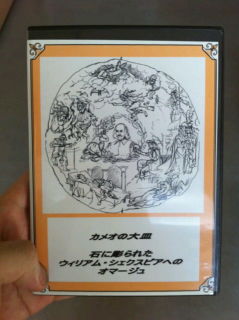 カメオの大皿
石に彫られた
ウィリアム・シェクスピアへの
オマージュ